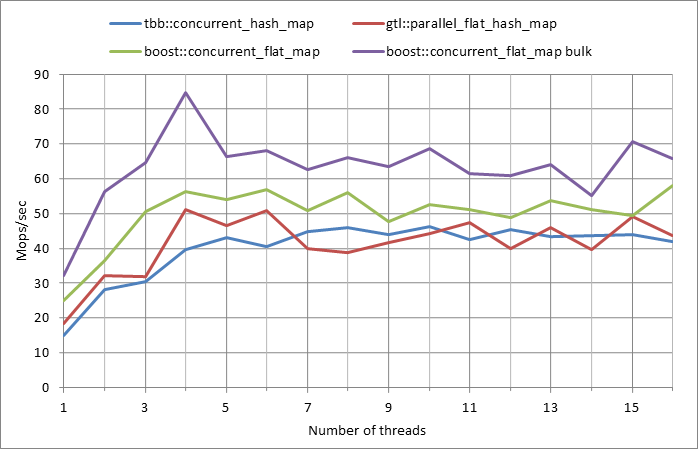 tbb::concurrent_hash_map gtl::parallel_flat_hash_map
boost::concurrent_flat_map boost::concurrent_flat_map bulk
90
80
70
60
50
40
30
20
10
0
Mops/sec
1 3 5 7 9 11 13 15
Number of threads